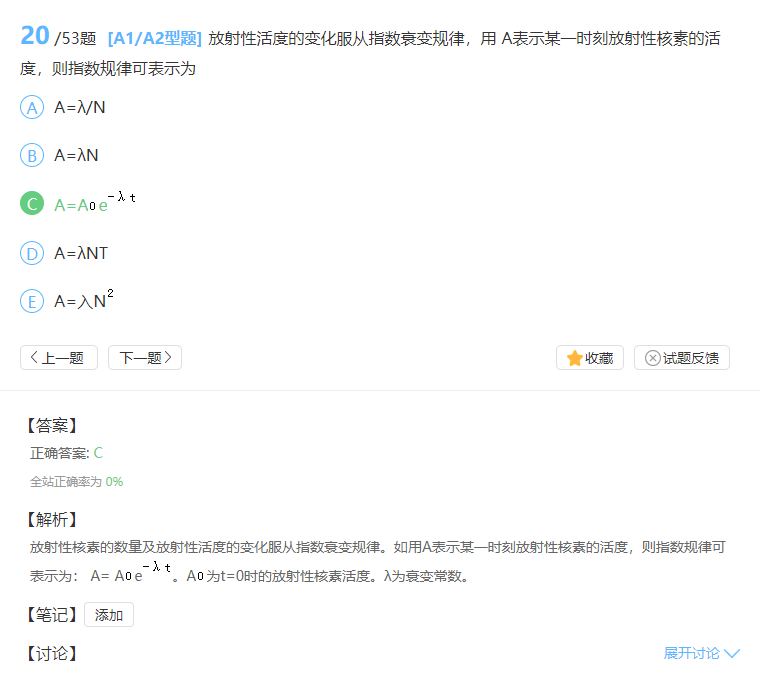 20 /53题 [A1/A2型题] 放射性活度的变化服从指数衰变规律，用 A表示某一时刻放射性核素的活
度，则指数规律可表示为
A A=λ/N
B A=λN
C A=A₀e^－λt
D A=λNT
E A=入N²
上一题 下一题 收藏 试题反馈
【答案】
正确答案: C
全站正确率为 0%
【解析】
放射性核素的数量及放射性活度的变化服从指数衰变规律。如用A表示某一时刻放射性核素的活度，则指数规律可
表示为： A= A₀e^－λt。A₀为t=0时的放射性核素活度。λ为衰变常数。
【笔记】 添加
【讨论】 展开讨论